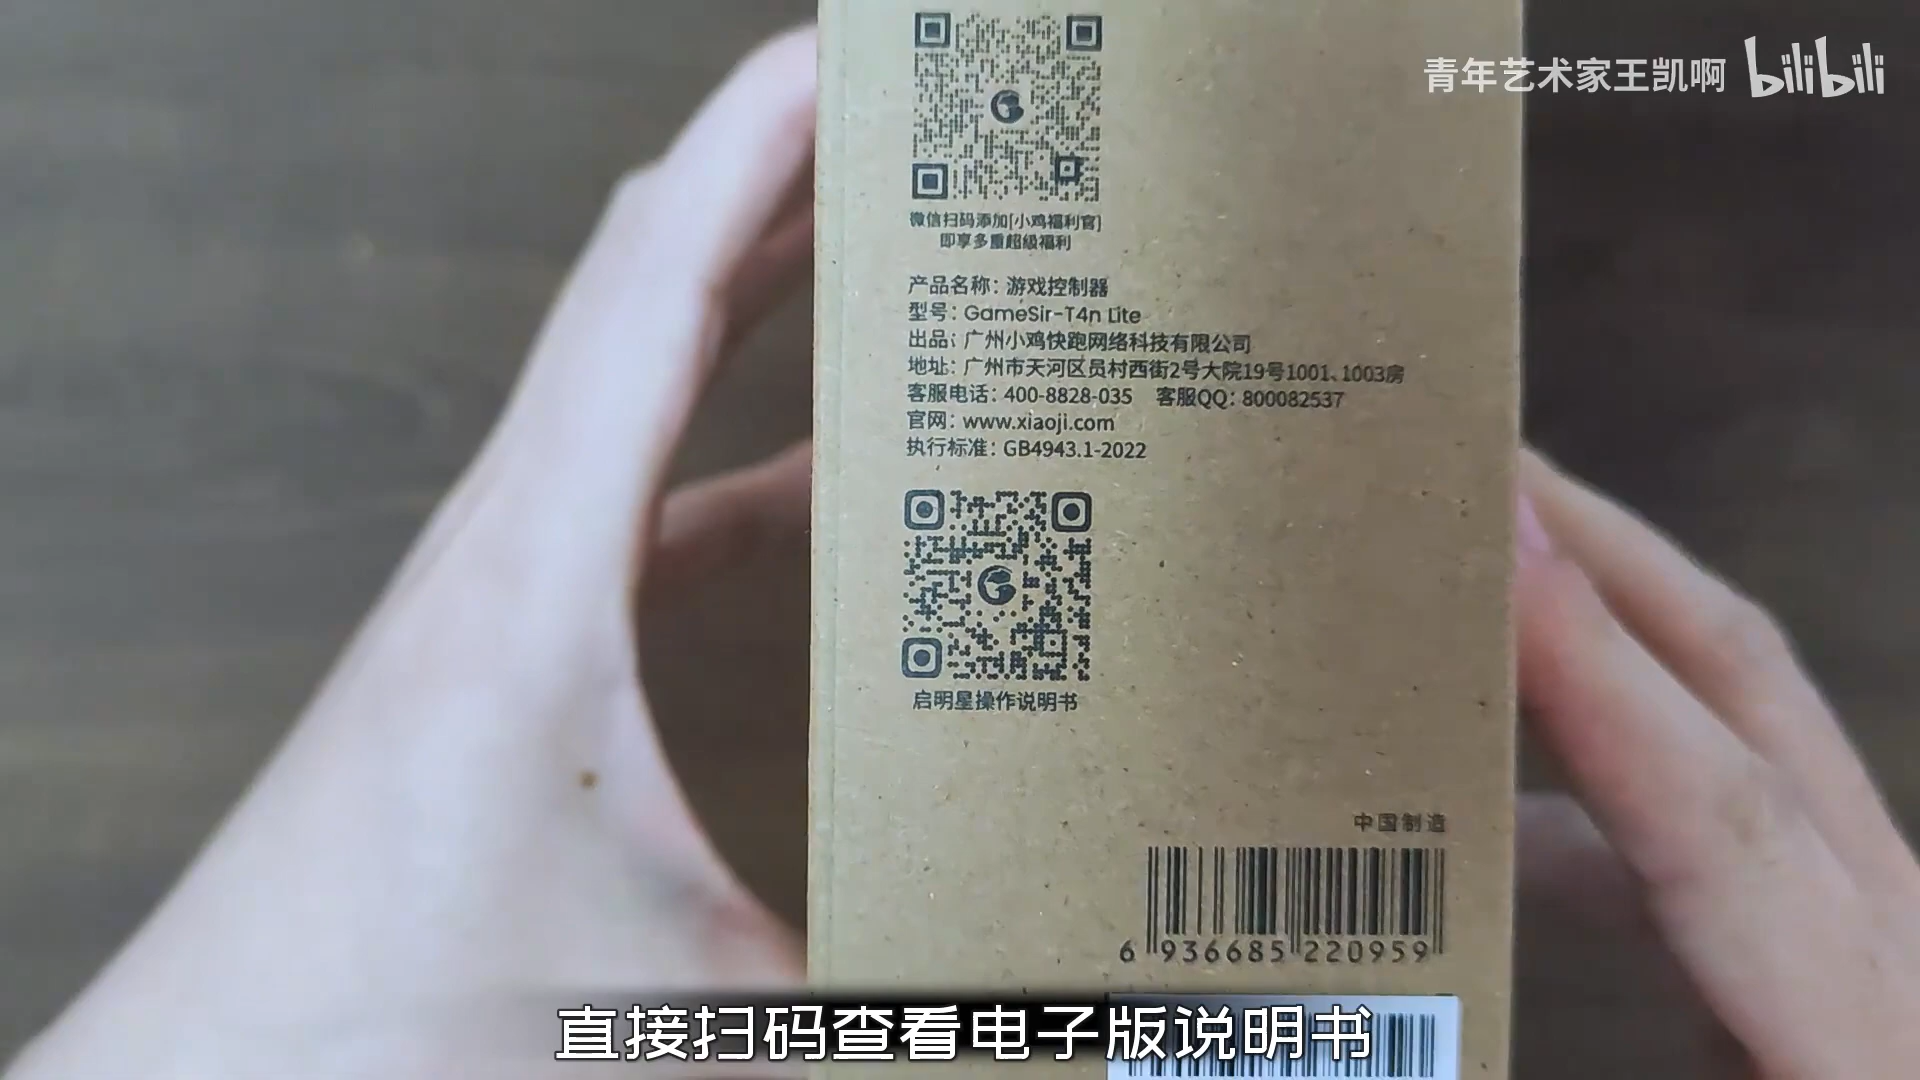 青年艺术家王凯啊 bilibili
微信扫码添加[小鸡福利官]
即享多重超级福利
产品名称：游戏控制器
型号：GameSir-T4n Lite
出品：广州小鸡快跑网络科技有限公司
地址：广州市天河区员村西街2号大院19号1001、1003房
客服电话：400-8828-035 客服QQ：800082537
官网：www.xiaoji.com
执行标准：GB4943.1-2022
启明星操作说明书
中国制造
6 936685 220959
直接扫码查看电子版说明书